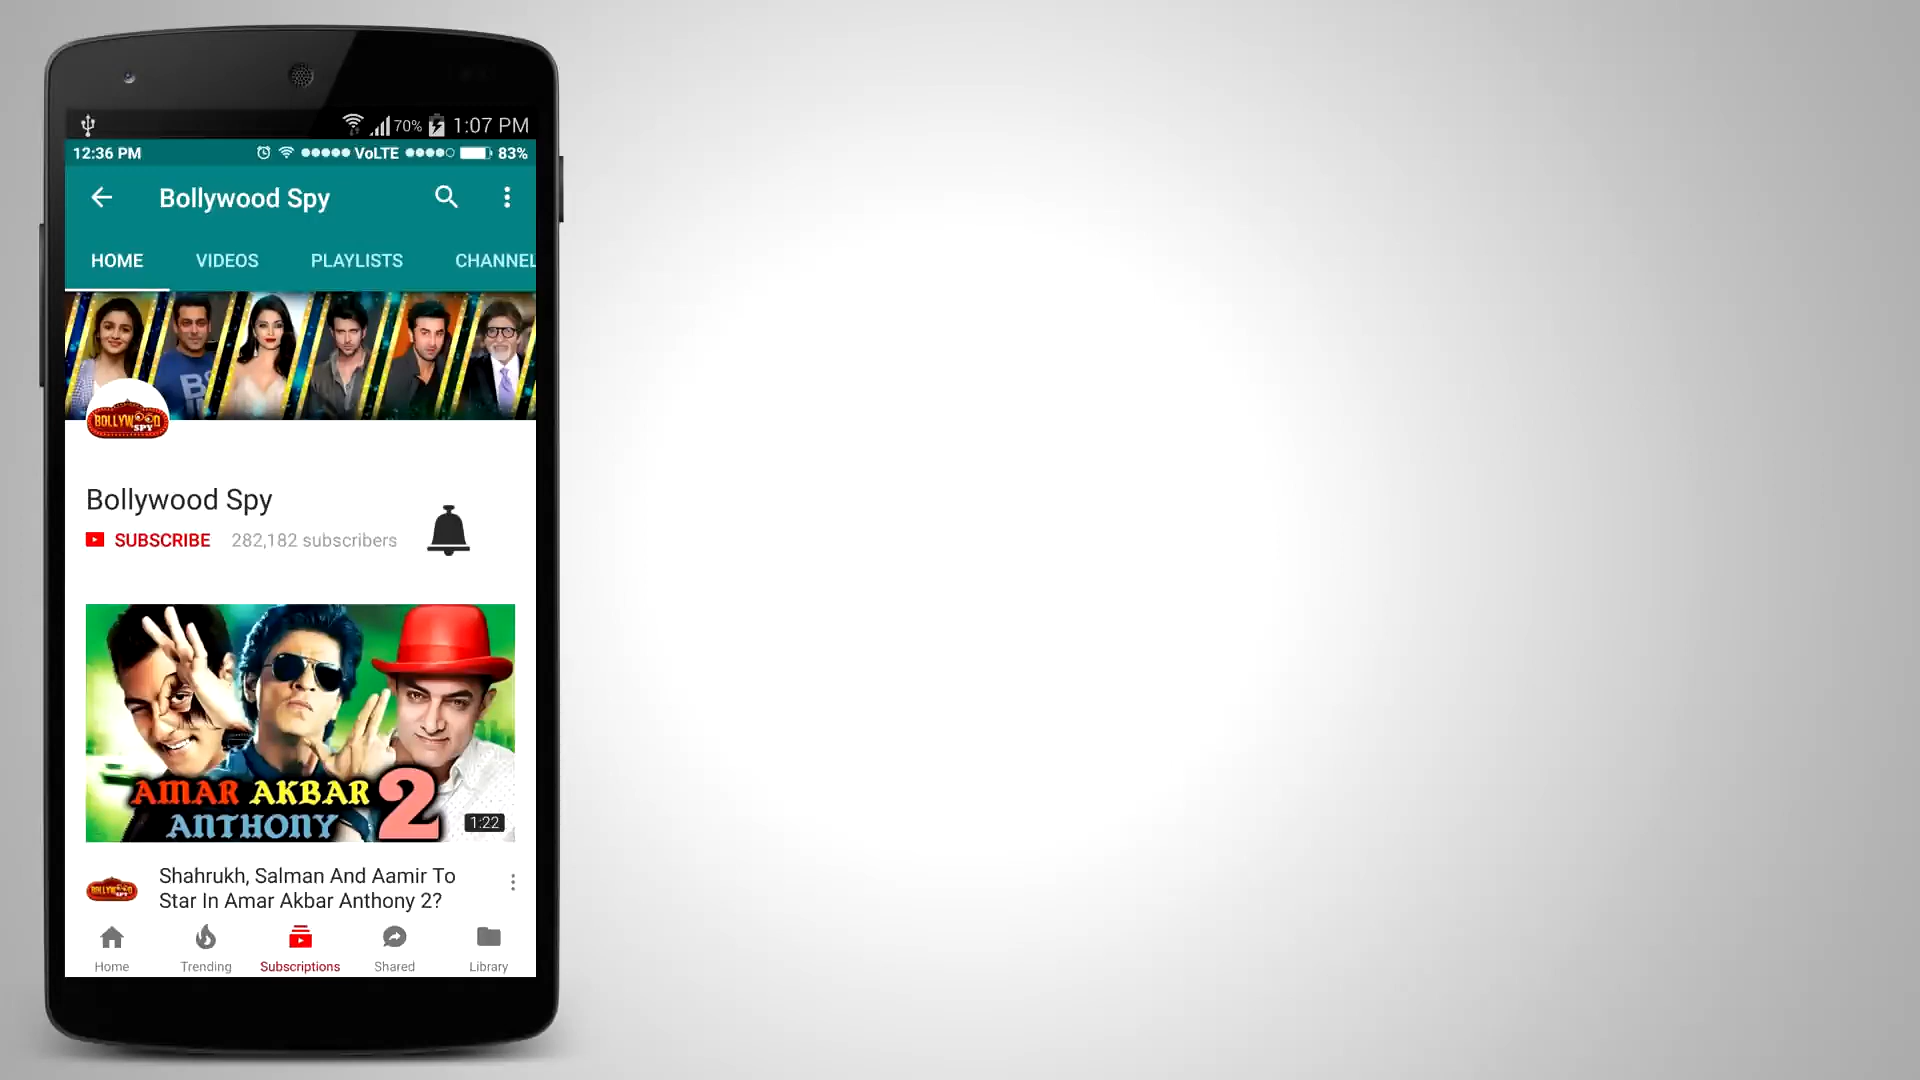 70% 1:07 PM
12:36 PM VoLTE 83%
Bollywood Spy
HOME VIDEOS PLAYLISTS CHANNEL
BOLLYWOOD
SPY
Bollywood Spy
SUBSCRIBE 282,182 subscribers
AMAR AKBAR
ANTHONY 2
1:22
Shahrukh, Salman And Aamir To
Star In Amar Akbar Anthony 2?
Home Trending Subscriptions Shared Library